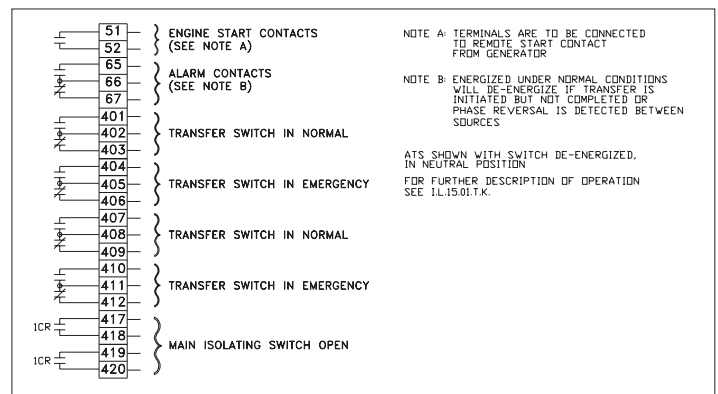 51
52
ENGINE START CONTACTS
(SEE NOTE A)
65
66
67
ALARM CONTACTS
(SEE NOTE B)
401
402
403
TRANSFER SWITCH IN NORMAL
404
405
406
TRANSFER SWITCH IN EMERGENCY
407
408
409
TRANSFER SWITCH IN NORMAL
410
411
412
TRANSFER SWITCH IN EMERGENCY
1CR
417
418
1CR
419
420
MAIN ISOLATING SWITCH OPEN
NOTE A: TERMINALS ARE TO BE CONNECTED
TO REMOTE START CONTACT
FROM GENERATOR
NOTE B: ENERGIZED UNDER NORMAL CONDITIONS
WILL DE-ENERGIZE IF TRANSFER IS
INITIATED BUT NOT COMPLETED OR
PHASE REVERSAL IS DETECTED BETWEEN
SOURCES
ATS SHOWN WITH SWITCH DE-ENERGIZED,
IN NEUTRAL POSITION
FOR FURTHER DESCRIPTION OF OPERATION
SEE I.L.15.01.T.K.